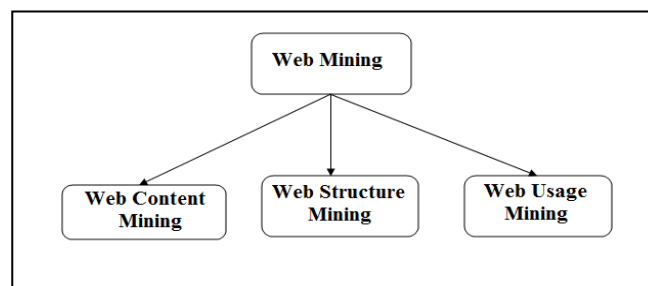 Web Mining
Web Content
Mining
Web Structure
Mining
Web Usage
Mining